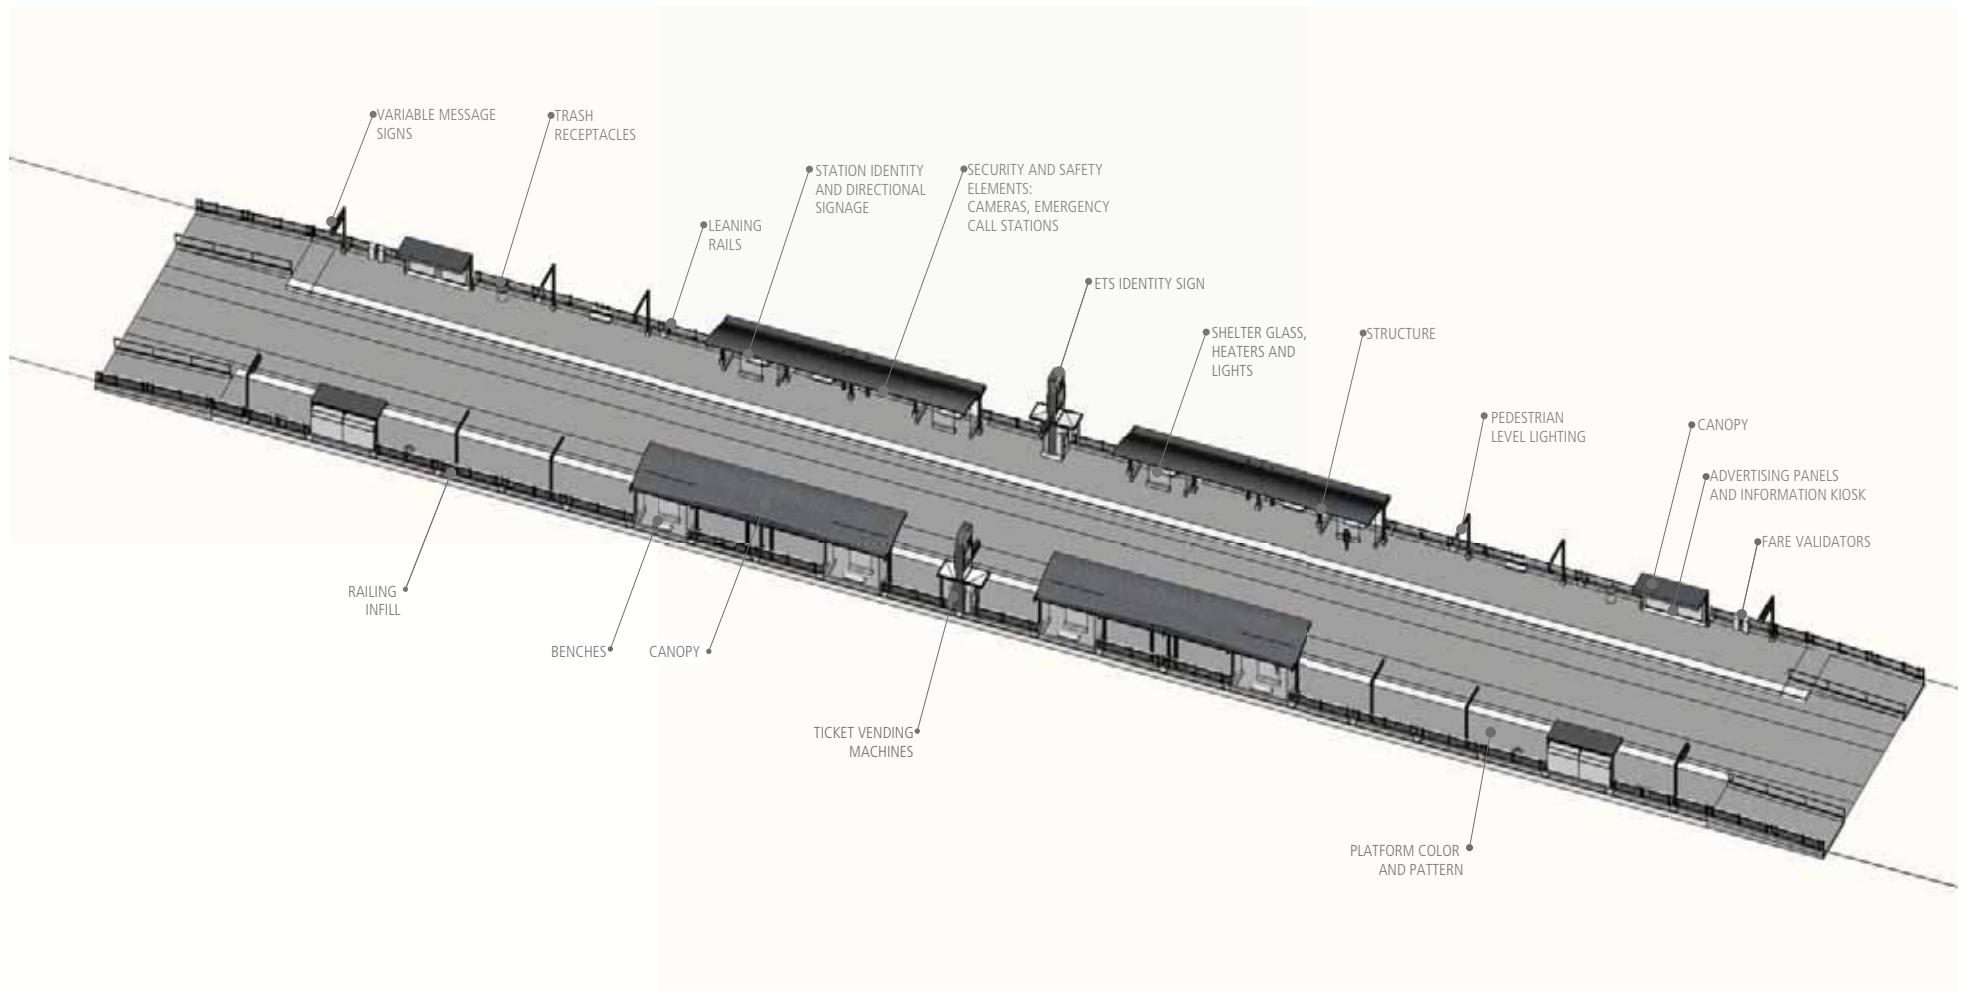 VARIABLE MESSAGE
SIGNS
TRASH
RECEPTACLES
STATION IDENTITY
AND DIRECTIONAL
SIGNAGE
SECURITY AND SAFETY
ELEMENTS:
CAMERAS, EMERGENCY
CALL STATIONS
LEANING
RAILS
ETS IDENTITY SIGN
SHELTER GLASS,
HEATERS AND
LIGHTS
STRUCTURE
PEDESTRIAN
LEVEL LIGHTING
CANOPY
ADVERTISING PANELS
AND INFORMATION KIOSK
FARE VALIDATORS
RAILING
INFILL
BENCHES
CANOPY
TICKET VENDING
MACHINES
PLATFORM COLOR
AND PATTERN